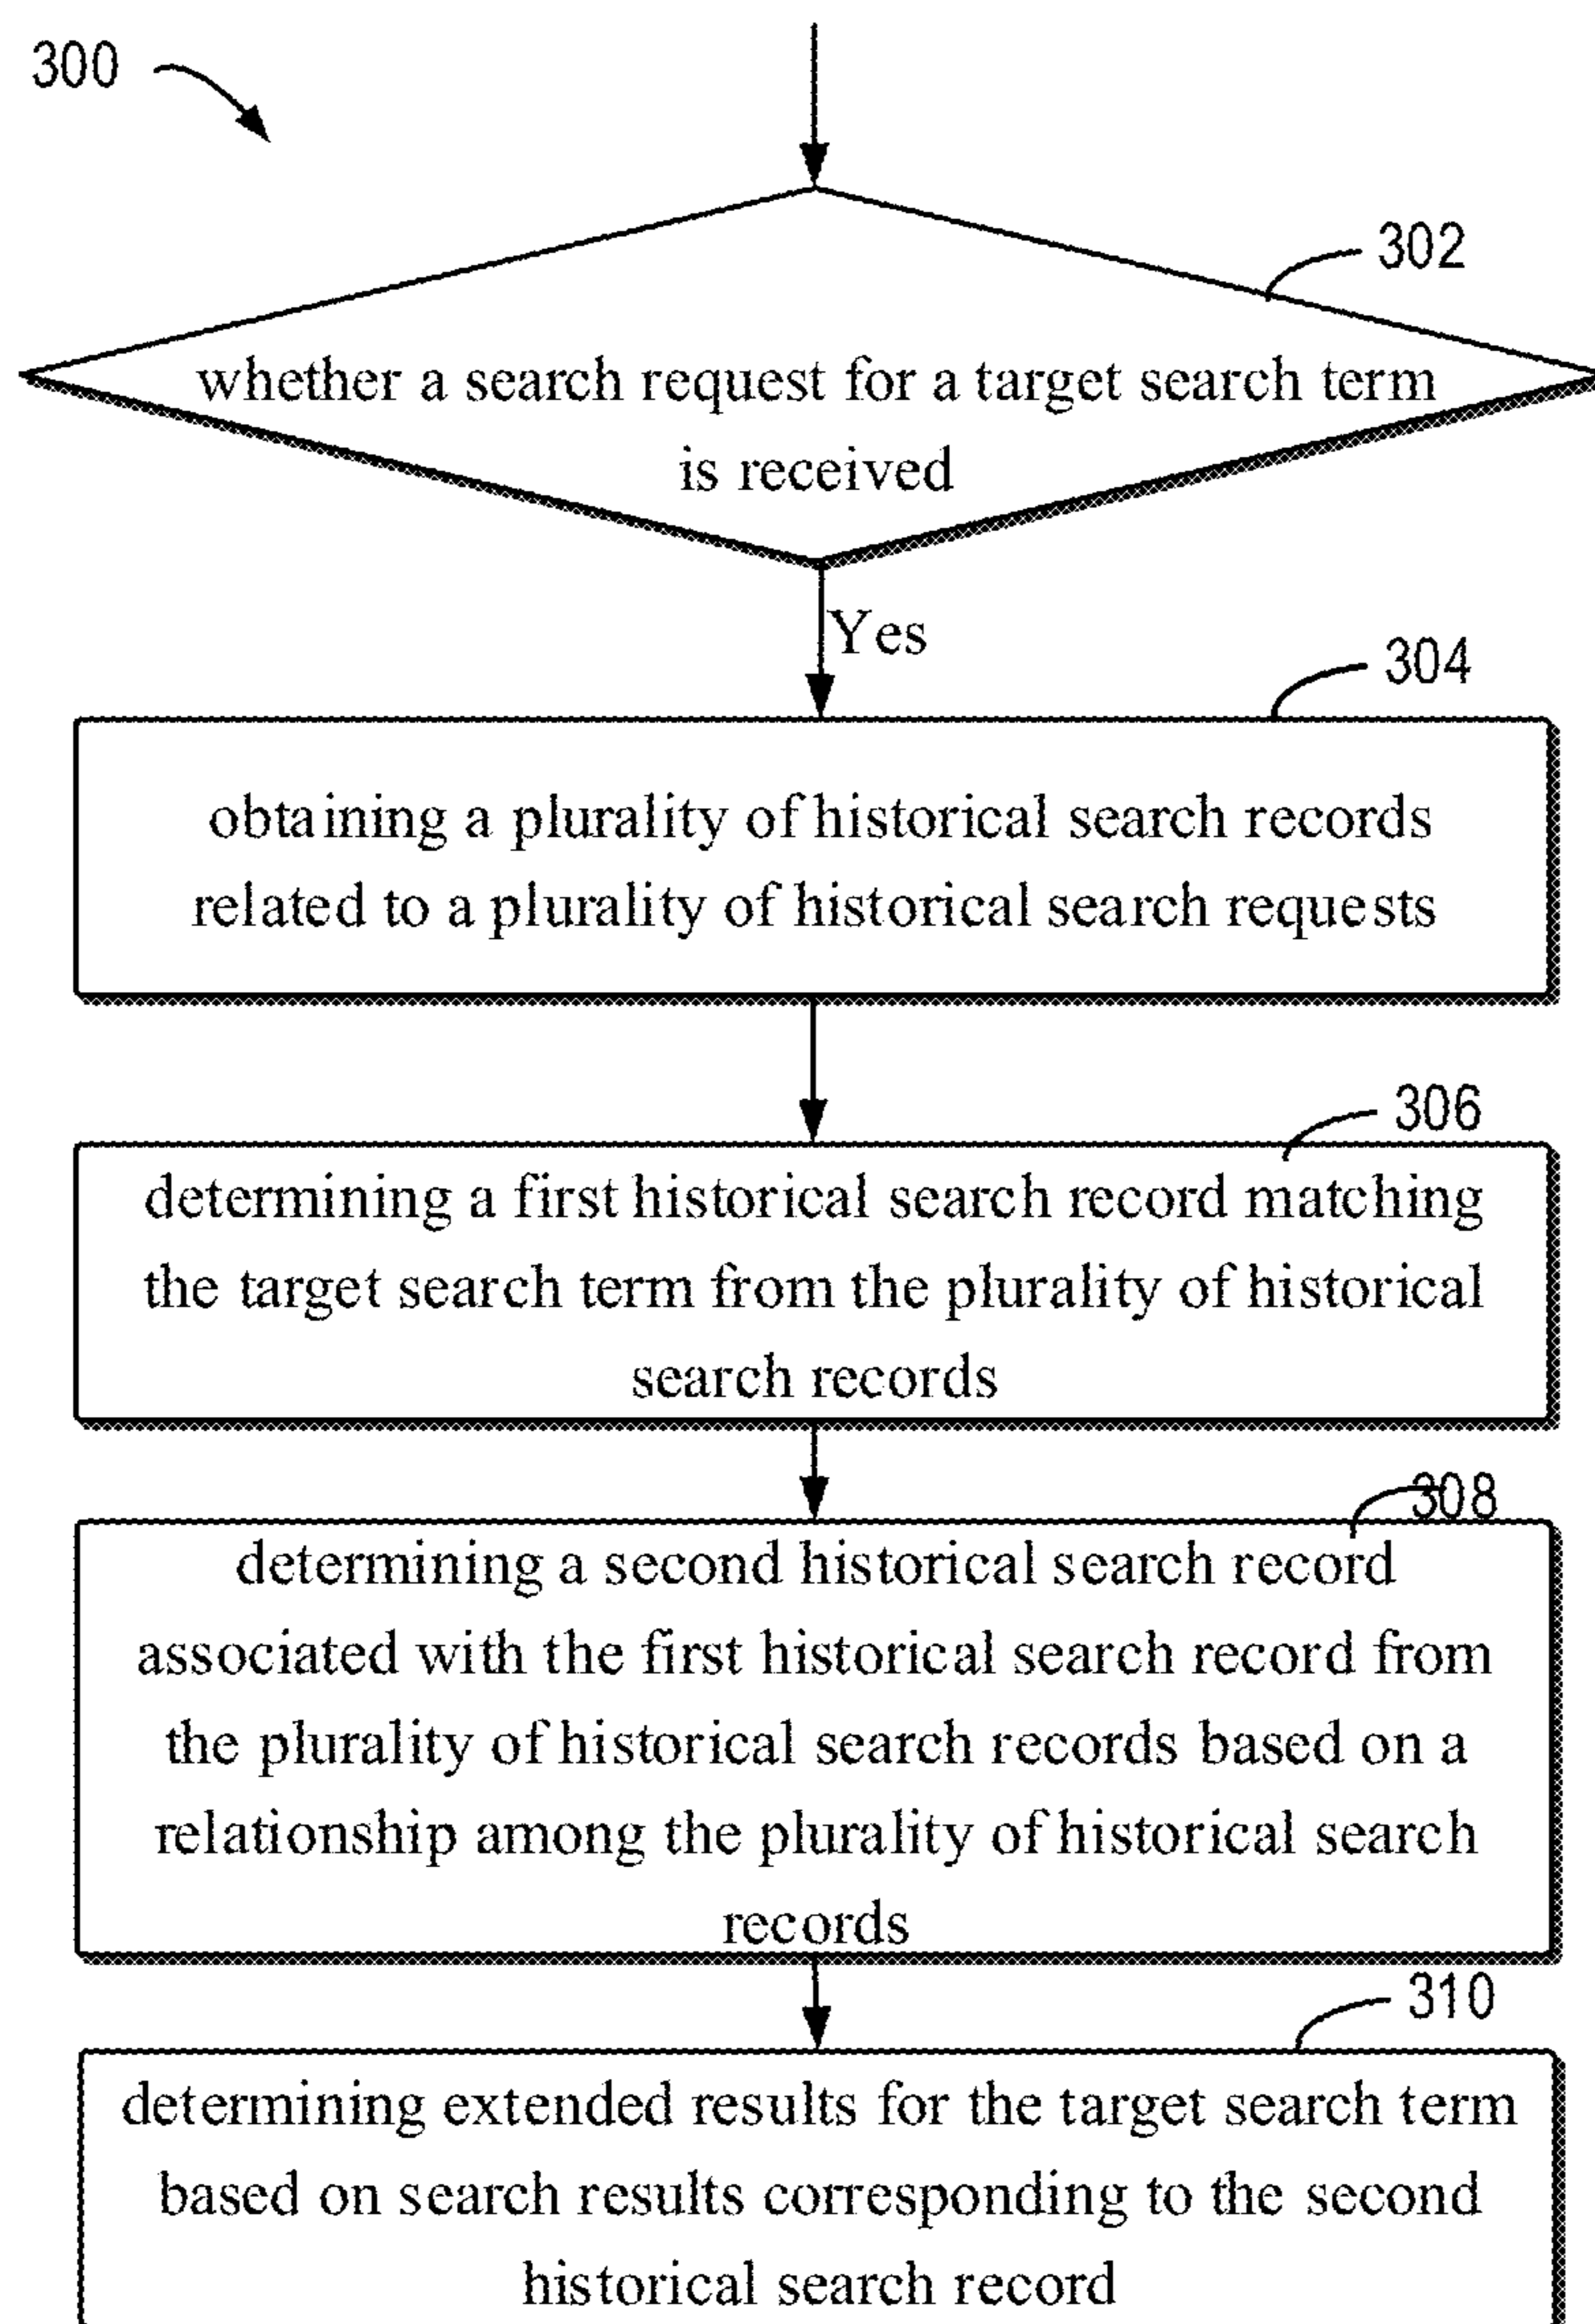 300
302
whether a search request for a target search term
is received
Yes
304
obtaining a plurality of historical search records
related to a plurality of historical search requests
306
determining a first historical search record matching
the target search term from the plurality of historical
search records
308
determining a second historical search record
associated with the first historical search record from
the plurality of historical search records based on a
relationship among the plurality of historical search
records
310
determining extended results for the target search term
based on search results corresponding to the second
historical search record